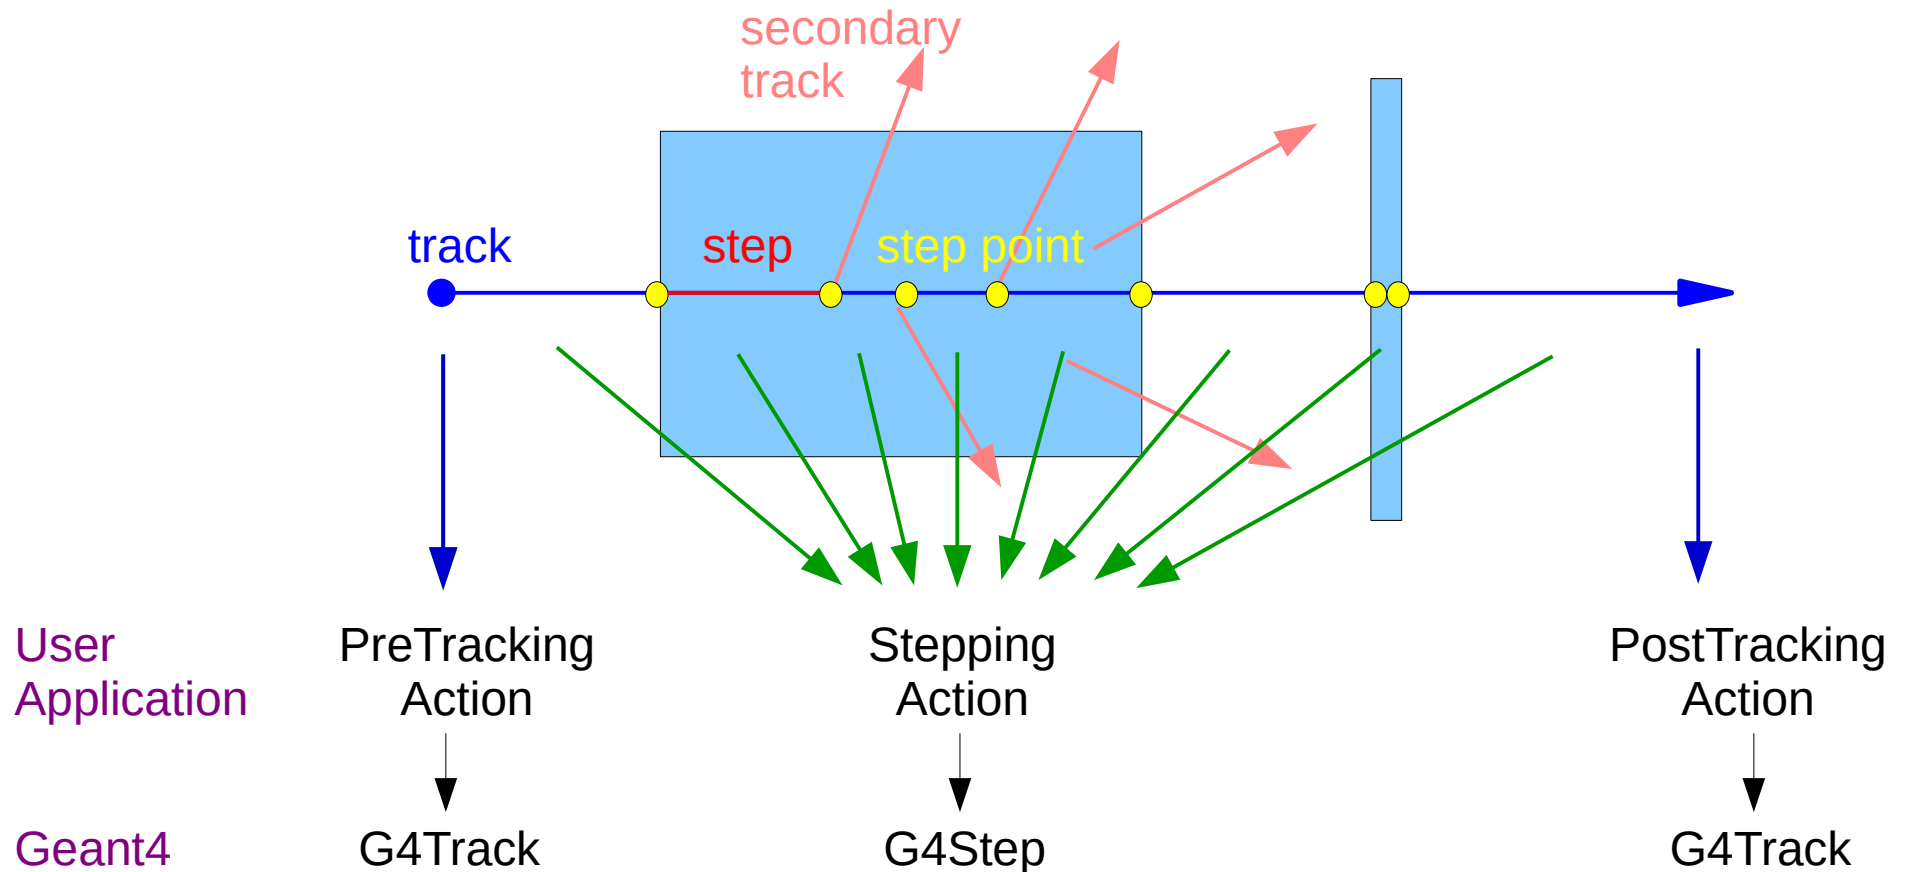 secondary
track
track
step
step point
User
Application
PreTracking
Action
Stepping
Action
PostTracking
Action
Geant4
G4Track
G4Step
G4Track